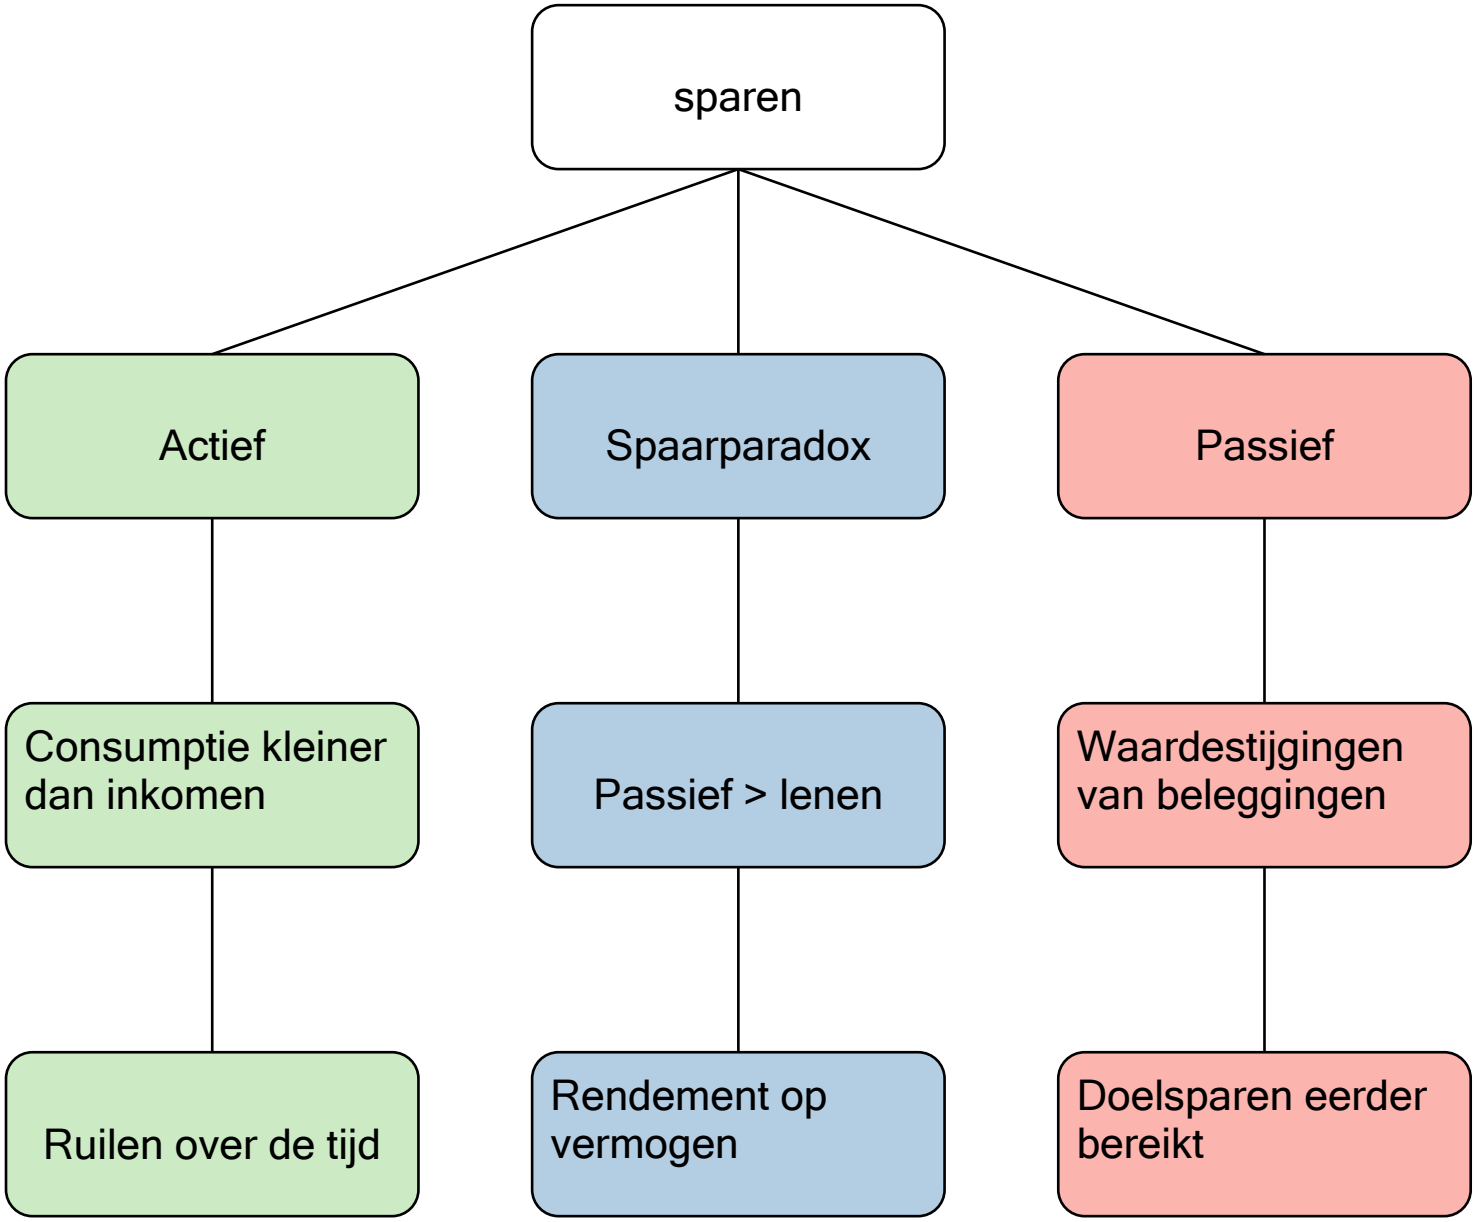 sparen
Actief
Spaarparadox
Passief
Consumptie kleiner
dan inkomen
Passief > lenen
Waardestijgingen
van beleggingen
Ruilen over de tijd
Rendement op
vermogen
Doelsparen eerder
bereikt